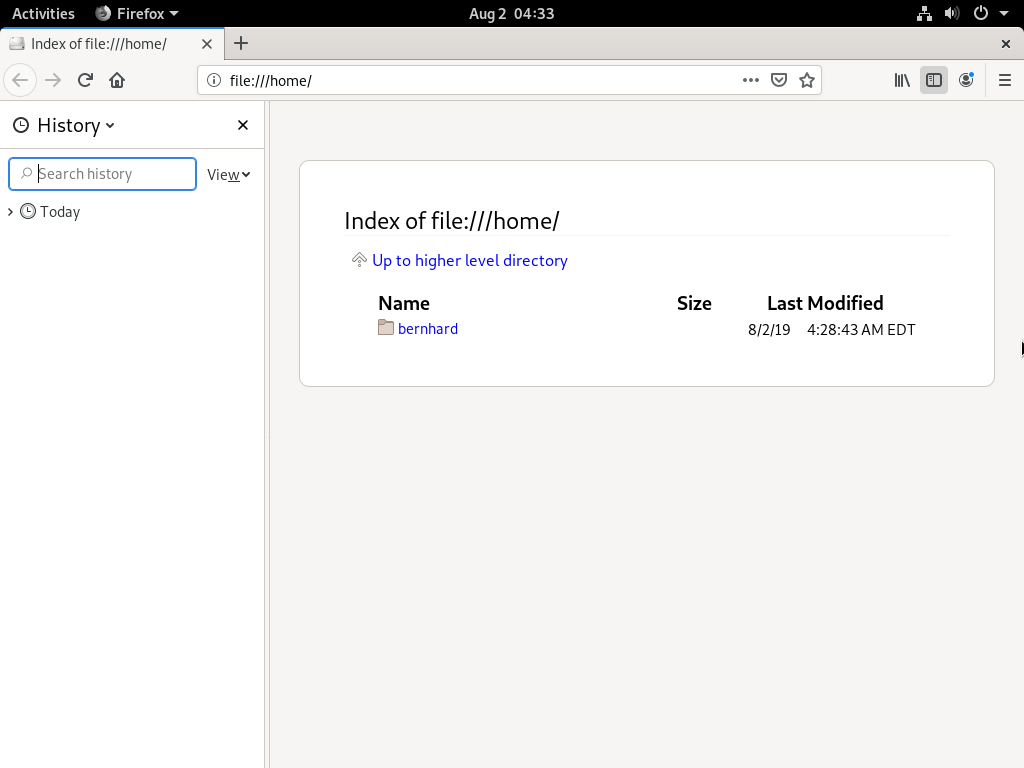 Activities Firefox Aug 2 04:33
Index of file:///home/
file:///home/
History
Search history View
Today
Index of file:///home/
Up to higher level directory
Name Size Last Modified
bernhard 8/2/19 4:28:43 AM EDT